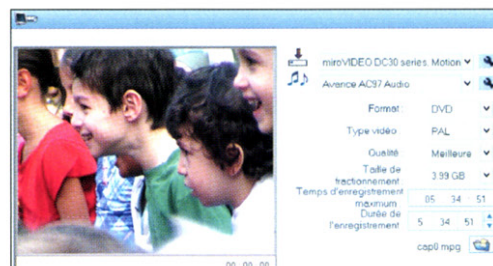 miroVIDEO DC30 series. Motion
Avance AC97 Audio
Format: DVD
Type vidéo PAL
Qualité Meilleure
Taille de
fractionnement 3.99 GB
Temps d'enregistrement
maximum 05 34 51
Durée de
l'enregistrement 5 34 51
cap0.mpg
00 00 00